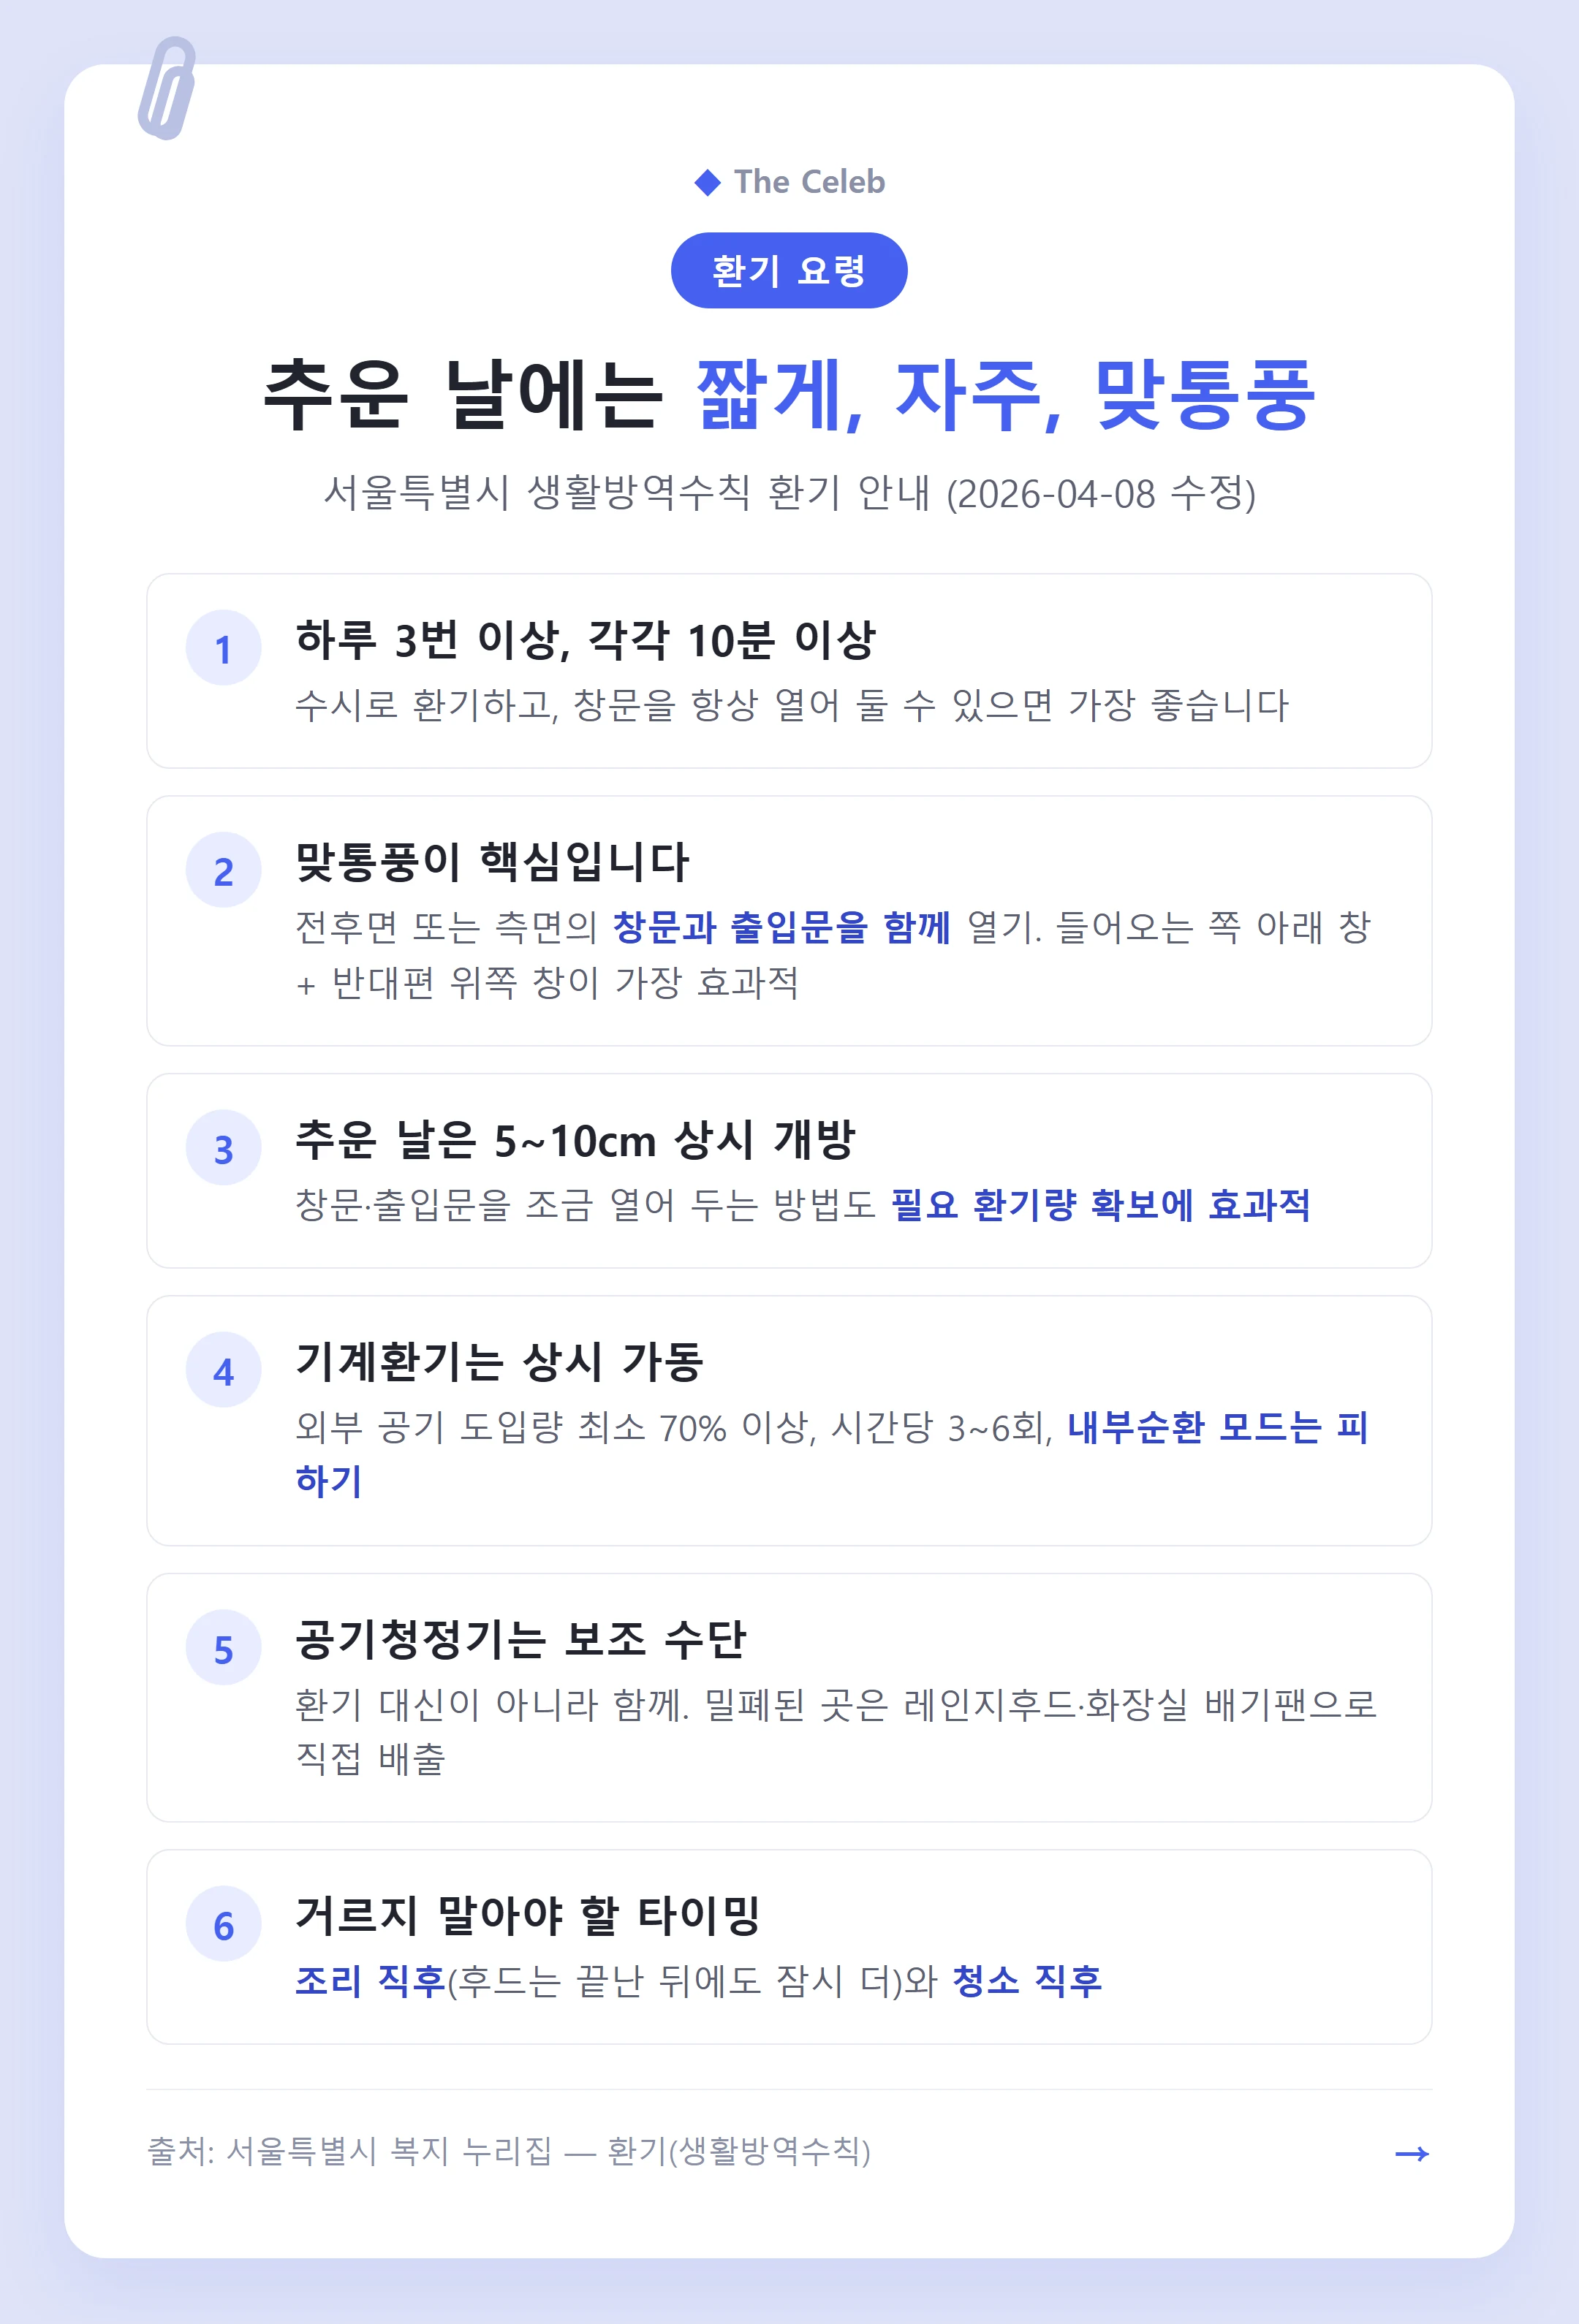 ◆ The Celeb
환기 요령
추운 날에는 짧게, 자주, 맞통풍
서울특별시 생활방역수칙 환기 안내 (2026-04-08 수정)
1
하루 3번 이상, 각각 10분 이상
수시로 환기하고, 창문을 항상 열어 둘 수 있으면 가장 좋습니다
2
맞통풍이 핵심입니다
전후면 또는 측면의 창문과 출입문을 함께 열기. 들어오는 쪽 아래 창
+ 반대편 위쪽 창이 가장 효과적
3
추운 날은 5~10cm 상시 개방
창문·출입문을 조금 열어 두는 방법도 필요 환기량 확보에 효과적
4
기계환기는 상시 가동
외부 공기 도입량 최소 70% 이상, 시간당 3~6회, 내부순환 모드는 피
하기
5
공기청정기는 보조 수단
환기 대신이 아니라 함께. 밀폐된 곳은 레인지후드·화장실 배기팬으로
직접 배출
6
거르지 말아야 할 타이밍
조리 직후(후드는 끝난 뒤에도 잠시 더)와 청소 직후
출처: 서울특별시 복지 누리집 — 환기(생활방역수칙)
→